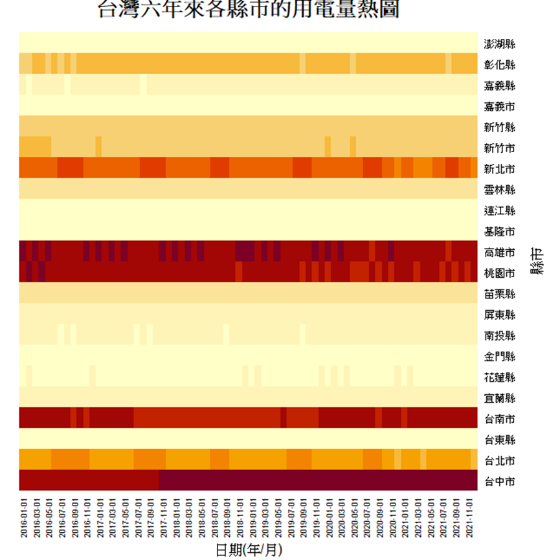 台灣六年來各縣市的用電量熱圖
澎湖縣
彰化縣
嘉義縣
嘉義市
新竹縣
新竹市
新北市
雲林縣
連江縣
基隆市
高雄市
桃園市
苗栗縣
屏東縣
南投縣
金門縣
花蓮縣
宜蘭縣
台南市
台東縣
台北市
台中市
縣市
2016-01-01
2016-03-01
2016-05-01
2016-07-01
2016-09-01
2016-11-01
2017-01-01
2017-03-01
2017-05-01
2017-07-01
2017-09-01
2017-11-01
2018-01-01
2018-03-01
2018-05-01
2018-07-01
2018-09-01
2018-11-01
2019-01-01
2019-03-01
2019-05-01
2019-07-01
2019-09-01
2019-11-01
2020-01-01
2020-03-01
2020-05-01
2020-07-01
2020-09-01
2020-11-01
2021-01-01
2021-03-01
2021-05-01
2021-07-01
2021-09-01
2021-11-01
日期(年/月)